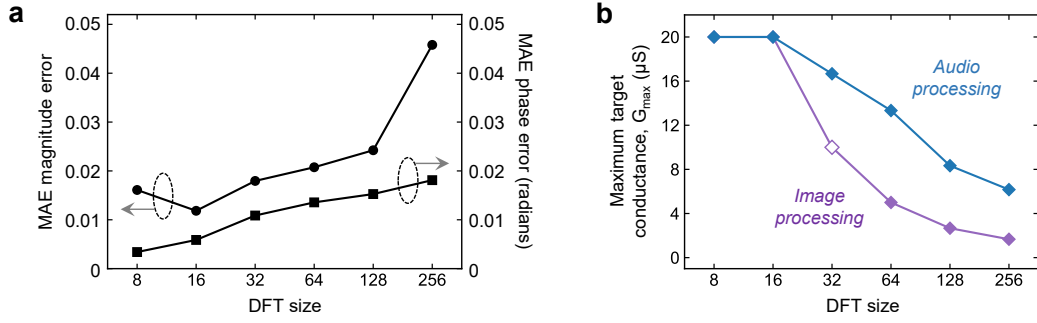 a
0.05
0.04
0.03
0.02
0.01
0
MAE magnitude error
0.05
0.04
0.03
0.02
0.01
0
MAE phase error (radians)
8 16 32 64 128 256
DFT size
b
20
16
12
8
4
0
Maximum target
conductance, Gmax (µS)
Audio
processing
Image
processing
8 16 32 64 128 256
DFT size